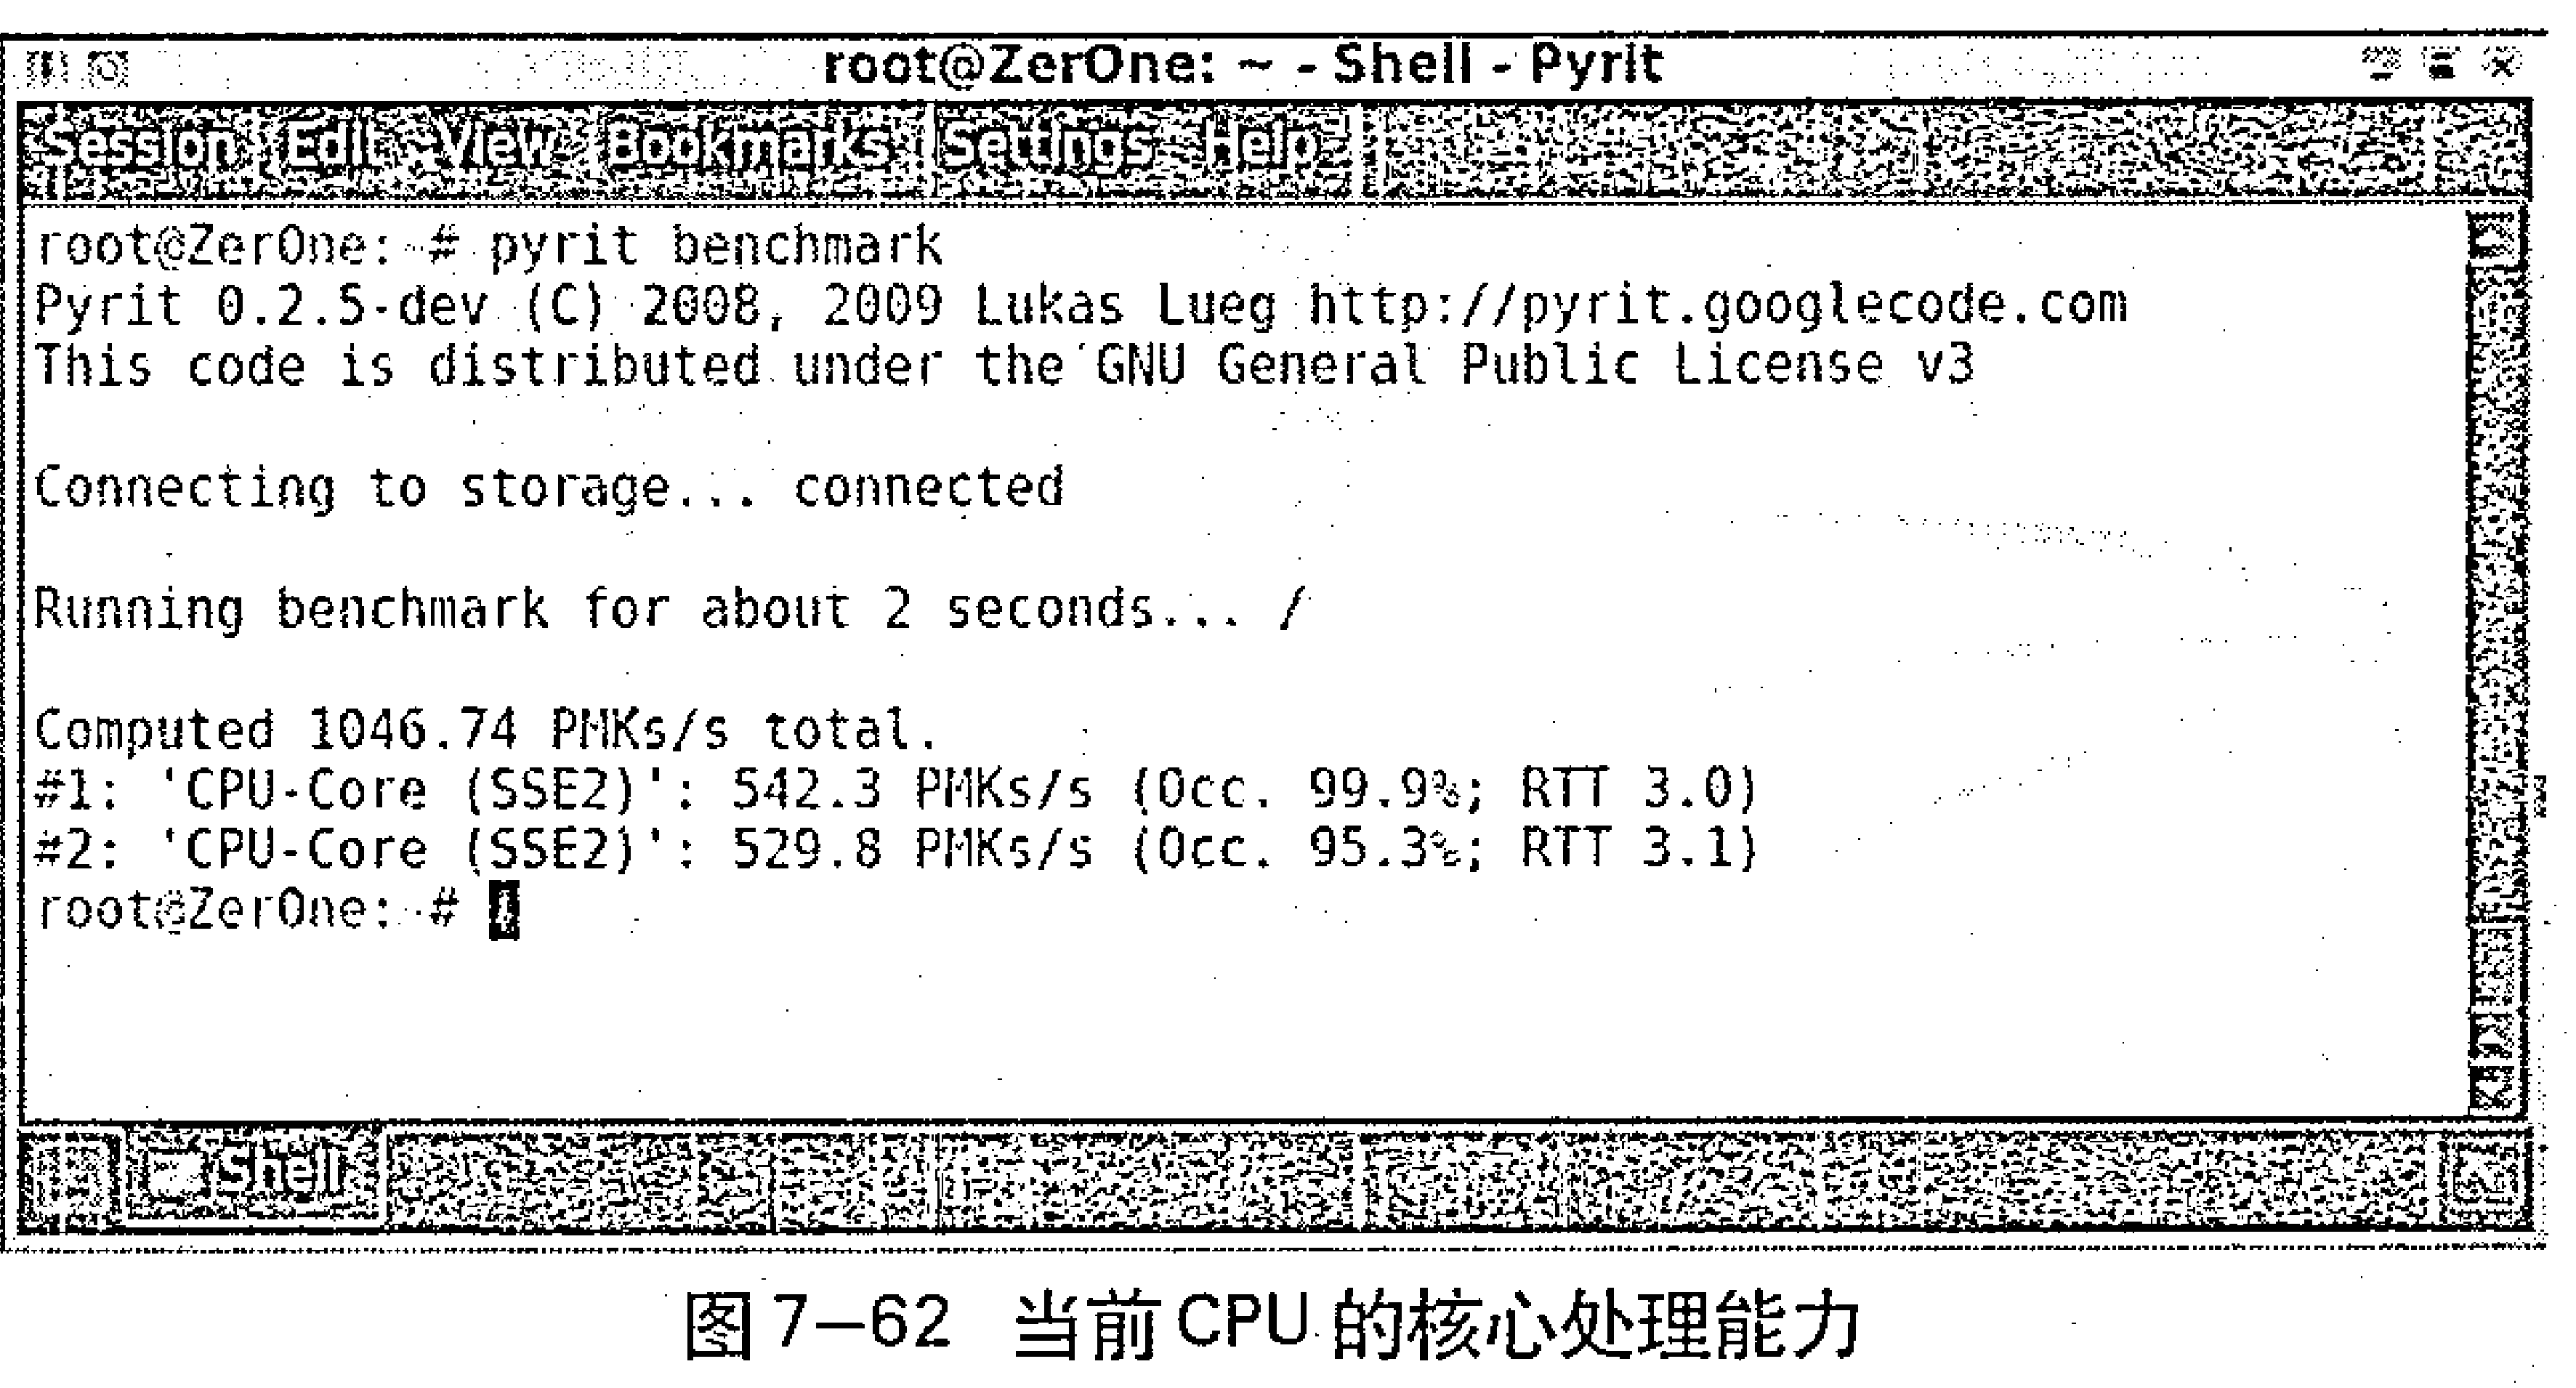 root@ZerOne: ~ - Shell - Pyrit
Session Edit View Bookmarks Settings Help
root@ZerOne:~# pyrit benchmark
Pyrit 0.2.5-dev (C) 2008, 2009 Lukas Lueg http://pyrit.googlecode.com
This code is distributed under the GNU General Public License v3
Connecting to storage... connected
Running benchmark for about 2 seconds... /
Computed 1046.74 PMKs/s total.
#1: 'CPU-Core (SSE2)': 542.3 PMKs/s (Occ. 99.9%; RTT 3.0)
#2: 'CPU-Core (SSE2)': 529.8 PMKs/s (Occ. 95.3%; RTT 3.1)
root@ZerOne:~#
Shell
图7-62 当前CPU的核心处理能力